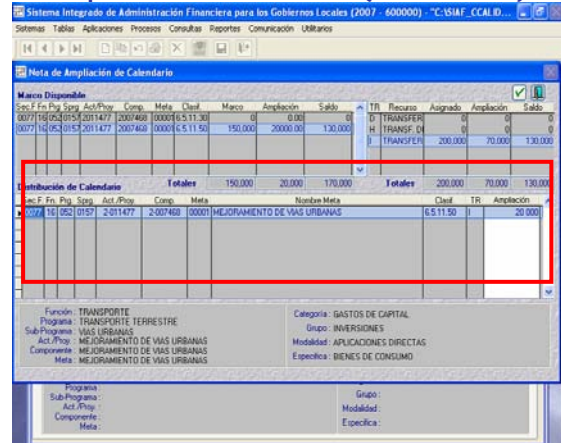 Sistema Integrado de Administración Financiera para los Gobiernos Locales (2007 - 600000) - "C:\SIAF_CCALID...
Sistemas Tablas Aplicaciones Procesos Consultas Reportes Comunicación Utilitarios
Nota de Ampliación de Calendario
Marco Disponible
Sec.F Fn Prg Sprg Act/Proy Comp. Meta Clasif. Marco Ampliación Saldo TR Recurso Asignado Ampliación Saldo
0077 16 052 0157 2011477 2007468 00001 6.5.11.30 0 0.00 0 D TRANSFER 0 0 0
0077 16 052 0157 2011477 2007468 00001 6.5.11.50 150,000 20000.00 130,000 H TRANSF. DI 0 0 0
I TRANSFER 200,000 70,000 130,000
Totales 150,000 20,000 170,000 Totales 200,000 70,000 130,000
Distribución de Calendario
Sec.F. Fn. Prg. Sprg. Act./Proy Comp. Meta Nombre Meta Clasif TR Ampliación
0077 16 052 0157 2-011477 2-007468 00001 MEJORAMIENTO DE VIAS URBANAS 6.5.11.50 I 20 000
Función : TRANSPORTE
Programa : TRANSPORTE TERRESTRE
Sub-Programa : VIAS URBANAS
Act./Proy. : MEJORAMIENTO DE VIAS URBANAS
Componente : MEJORAMIENTO DE VIAS URBANAS
Meta : MEJORAMIENTO DE VIAS URBANAS
Categoría : GASTOS DE CAPITAL
Grupo : INVERSIONES
Modalidad : APLICACIONES DIRECTAS
Especifica : BIENES DE CONSUMO
Programa :
Sub-Programa :
Act./Proy. :
Componente :
Meta :
Grupo :
Modalidad :
Especifica :